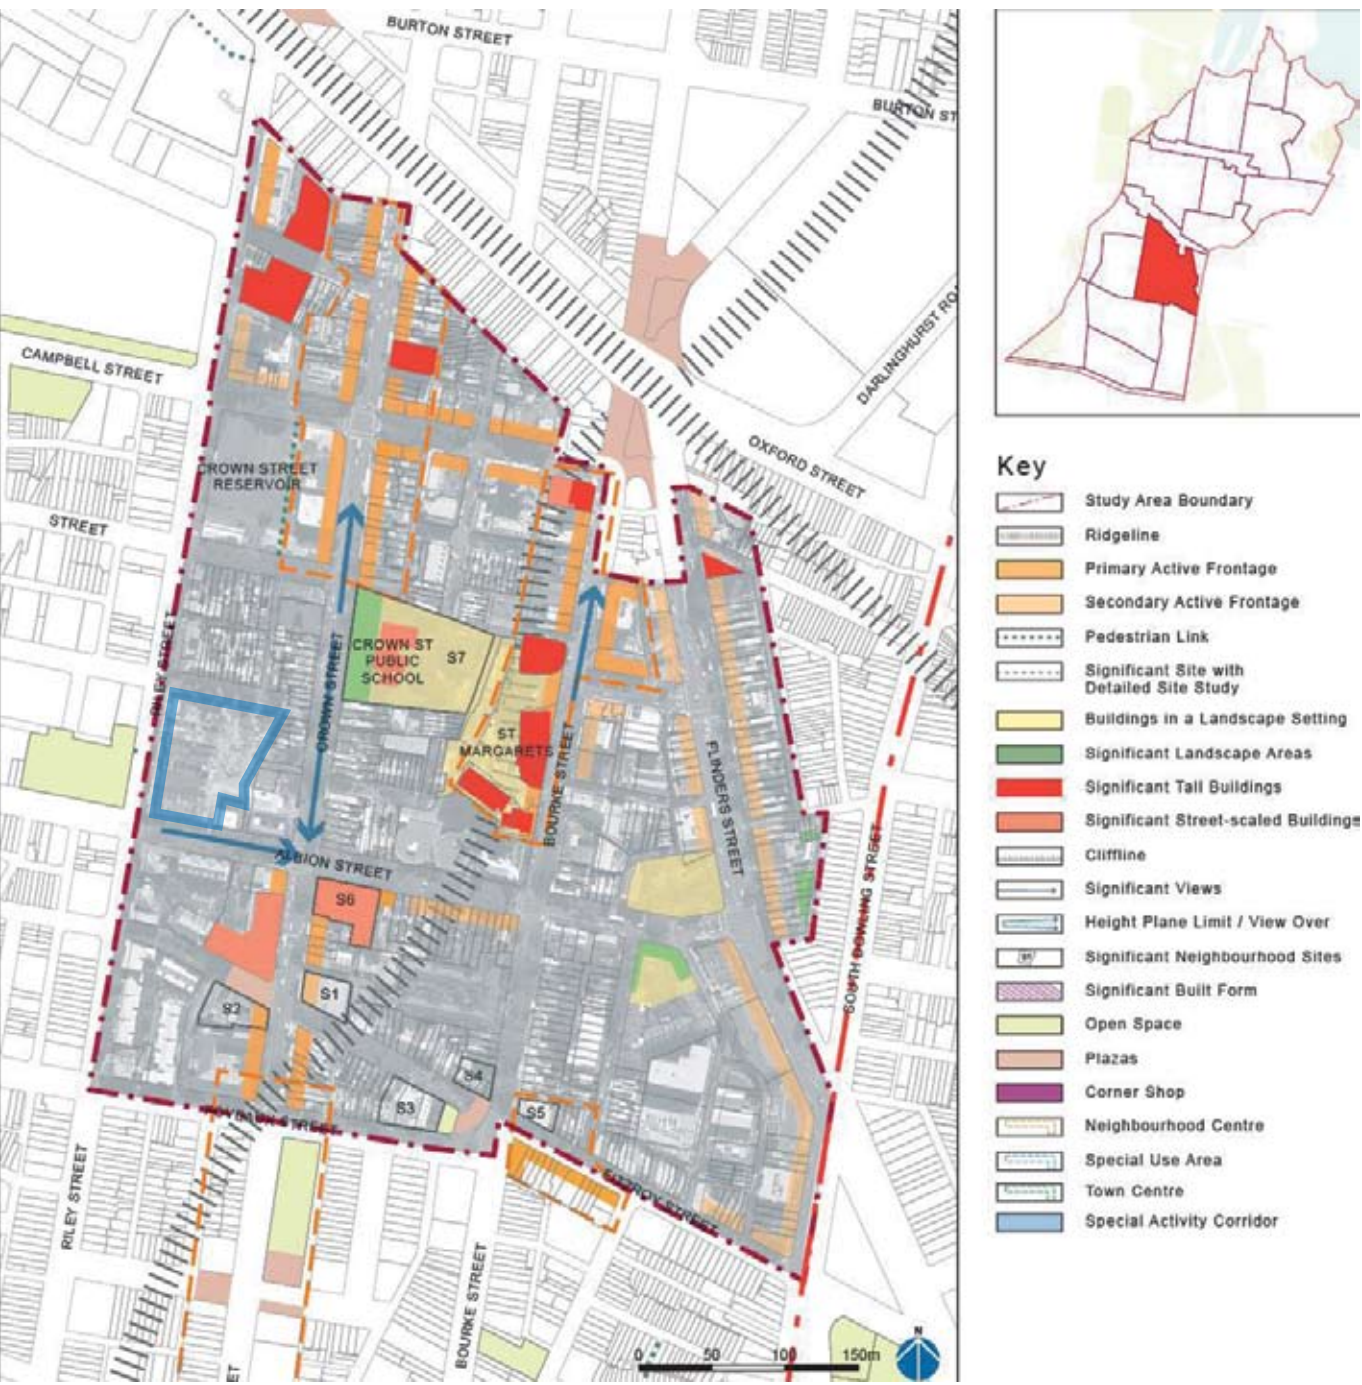 BURTON STREET
BURTON ST
CAMPBELL STREET
DARLINGHURST RO
OXFORD STREET
CROWN STREET
RESERVOIR
STREET
RILEY STREET
CROWN STREET
CROWN ST
PUBLIC
SCHOOL
S7
ST
MARGARETS
BOURKE STREET
FLINDERS STREET
ALBION STREET
S6
SOUTH DOWLING STREET
S1
S2
S4
S3
S5
FITZROY STREET
RILEY STREET
BOURKE STREET
ET
0 50 100 150m
N
Key
Study Area Boundary
Ridgeline
Primary Active Frontage
Secondary Active Frontage
Pedestrian Link
Significant Site with
Detailed Site Study
Buildings in a Landscape Setting
Significant Landscape Areas
Significant Tall Buildings
Significant Street-scaled Buildings
Cliffline
Significant Views
Height Plane Limit / View Over
Significant Neighbourhood Sites
Significant Built Form
Open Space
Plazas
Corner Shop
Neighbourhood Centre
Special Use Area
Town Centre
Special Activity Corridor